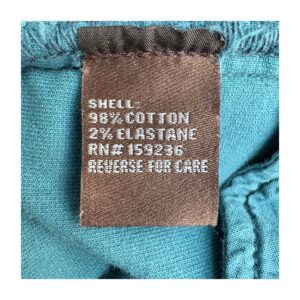 SHELL:
98% COTTON
2% ELASTANE
RN# 159236
REVERSE FOR CARE